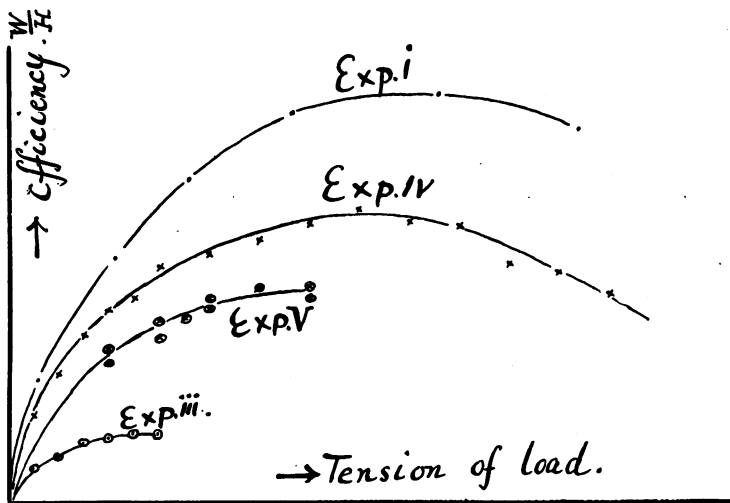 → Efficiency. W/H
Exp. i
Exp. IV
Exp. V
Exp. iii.
→ Tension of load.